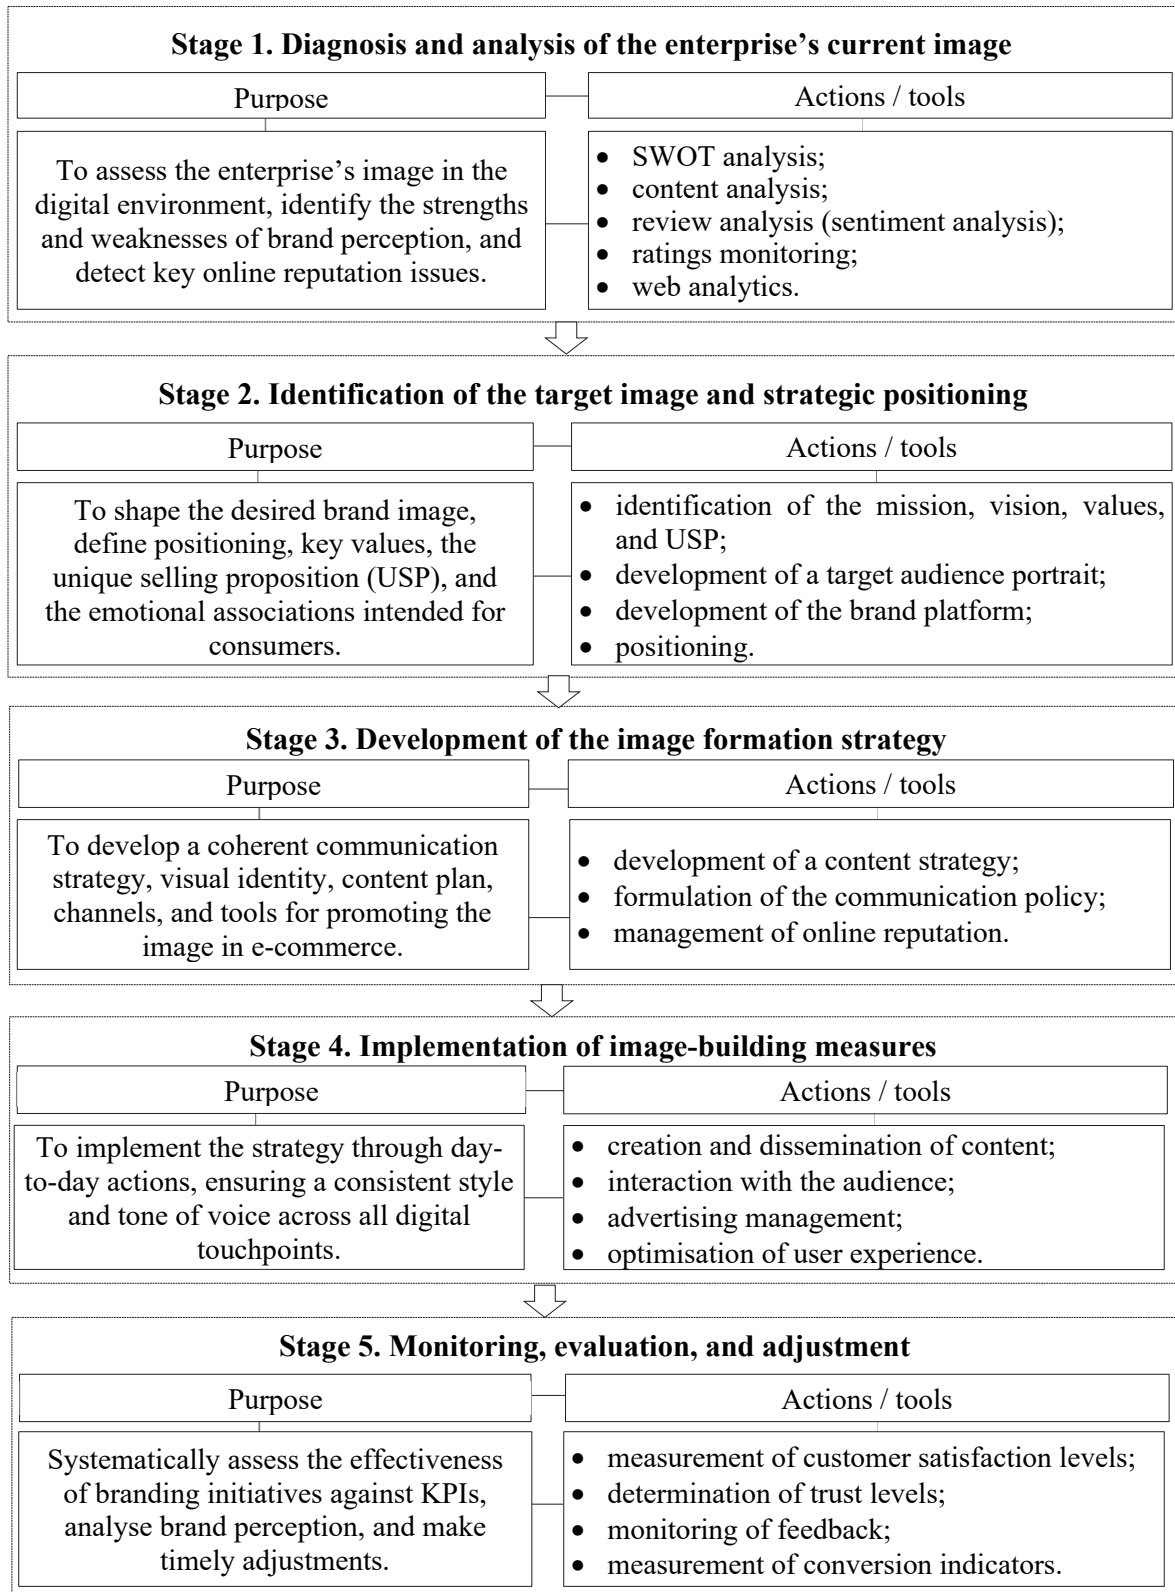 Stage 1. Diagnosis and analysis of the enterprise’s current image
Purpose
Actions / tools
To assess the enterprise’s image in the
digital environment, identify the strengths
and weaknesses of brand perception, and
detect key online reputation issues.
• SWOT analysis;
• content analysis;
• review analysis (sentiment analysis);
• ratings monitoring;
• web analytics.
Stage 2. Identification of the target image and strategic positioning
Purpose
Actions / tools
To shape the desired brand image,
define positioning, key values, the
unique selling proposition (USP), and
the emotional associations intended for
consumers.
• identification of the mission, vision, values,
and USP;
• development of a target audience portrait;
• development of the brand platform;
• positioning.
Stage 3. Development of the image formation strategy
Purpose
Actions / tools
To develop a coherent communication
strategy, visual identity, content plan,
channels, and tools for promoting the
image in e-commerce.
• development of a content strategy;
• formulation of the communication policy;
• management of online reputation.
Stage 4. Implementation of image-building measures
Purpose
Actions / tools
To implement the strategy through day-
to-day actions, ensuring a consistent style
and tone of voice across all digital
touchpoints.
• creation and dissemination of content;
• interaction with the audience;
• advertising management;
• optimisation of user experience.
Stage 5. Monitoring, evaluation, and adjustment
Purpose
Actions / tools
Systematically assess the effectiveness
of branding initiatives against KPIs,
analyse brand perception, and make
timely adjustments.
• measurement of customer satisfaction levels;
• determination of trust levels;
• monitoring of feedback;
• measurement of conversion indicators.